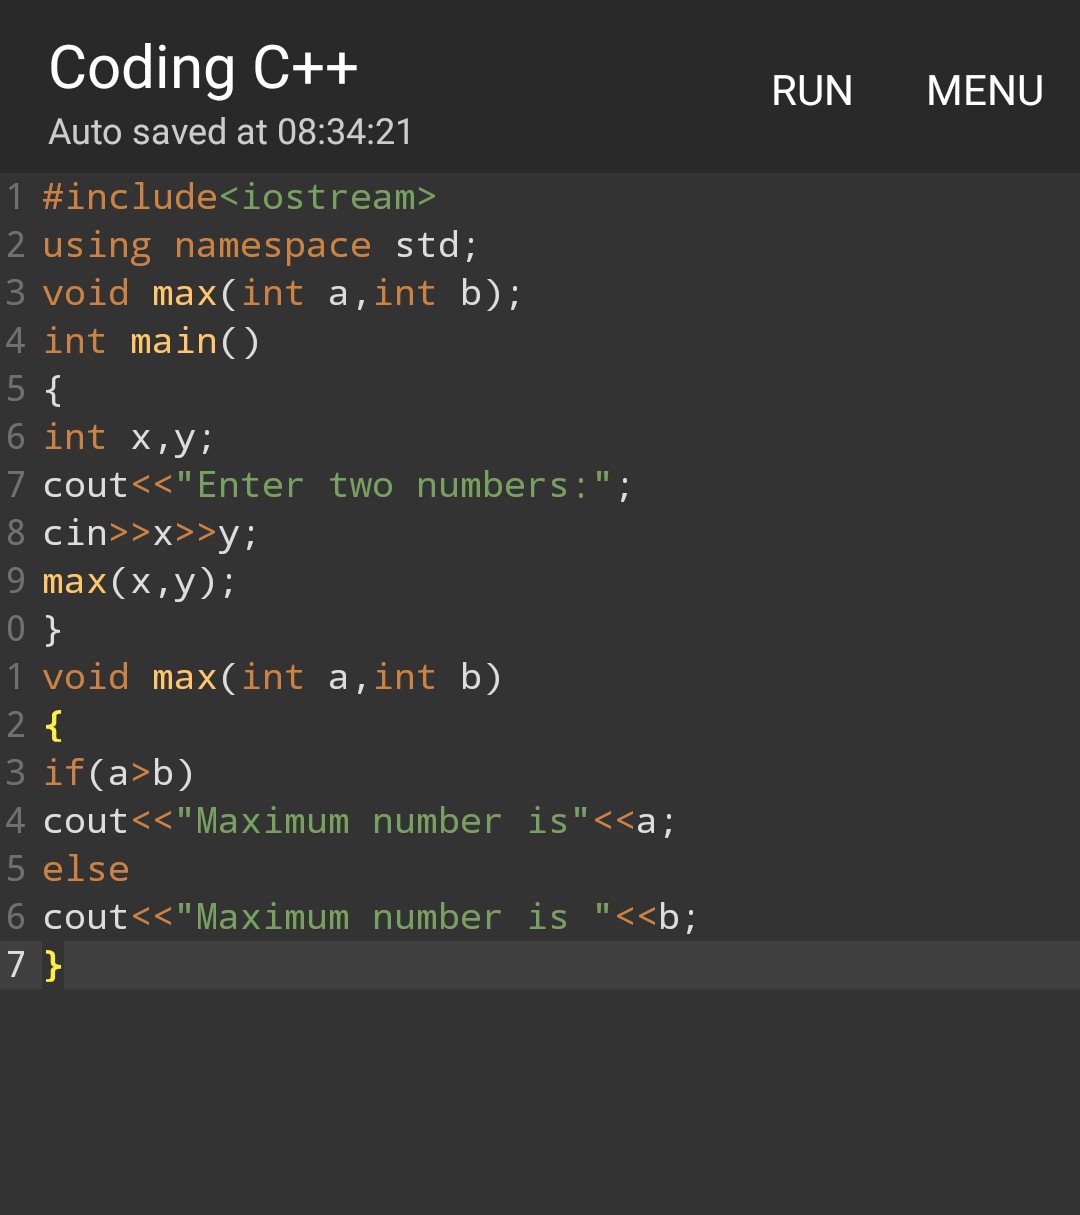 Coding C++
Auto saved at 08:34:21
RUN MENU
1 #include<iostream>
2 using namespace std;
3 void max(int a,int b);
4 int main()
5 {
6 int x,y;
7 cout<<"Enter two numbers:";
8 cin>>x>>y;
9 max(x,y);
0 }
1 void max(int a,int b)
2 {
3 if(a>b)
4 cout<<"Maximum number is"<<a;
5 else
6 cout<<"Maximum number is "<<b;
7 }